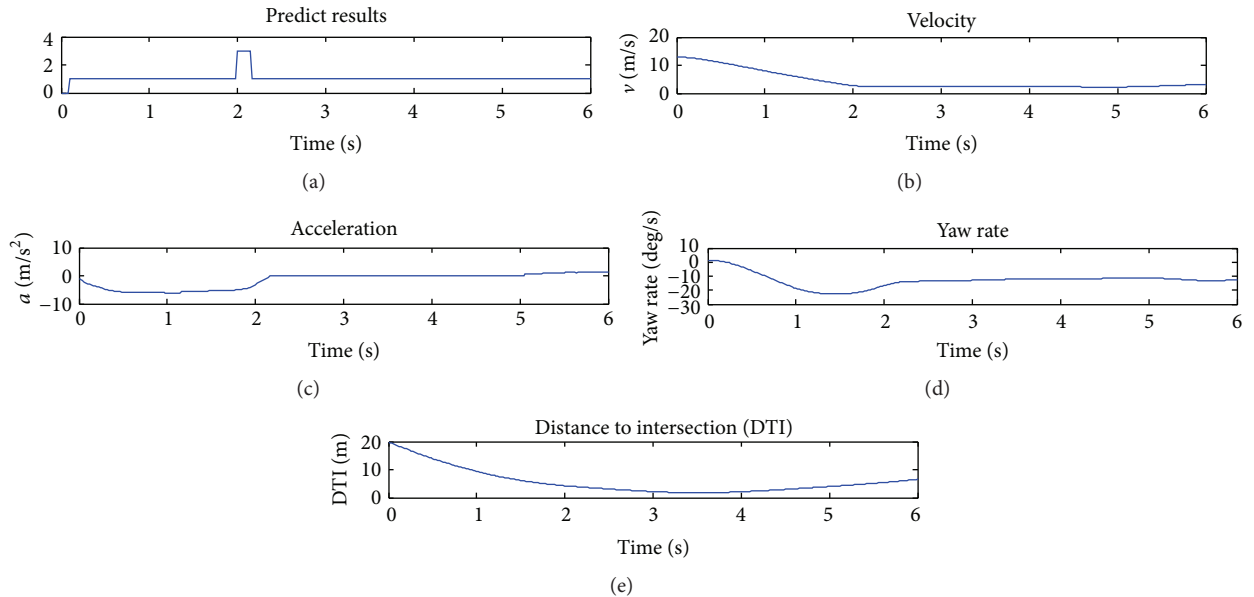 Predict results
4
2
0
0 1 2 3 4 5 6
Time (s)
(a)
Velocity
v (m/s)
20
10
0
0 1 2 3 4 5 6
Time (s)
(b)
Acceleration
a (m/s²)
10
0
−10
0 1 2 3 4 5 6
Time (s)
(c)
Yaw rate
Yaw rate (deg/s)
10
0
−10
−20
−30
0 1 2 3 4 5 6
Time (s)
(d)
Distance to intersection (DTI)
DTI (m)
20
10
0
0 1 2 3 4 5 6
Time (s)
(e)